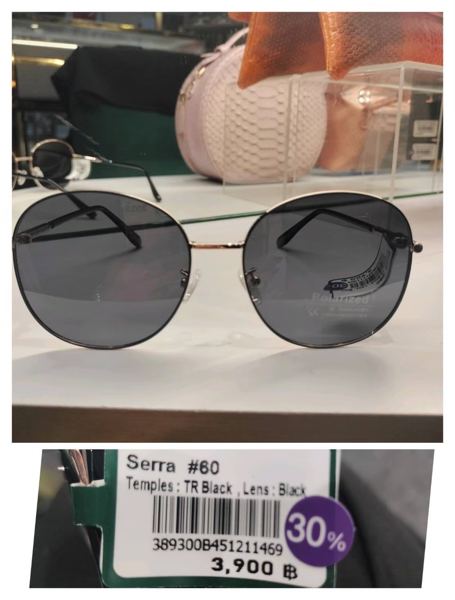 Polarized
Serra #60
Temples : TR Black , Lens : Black
389300B451211469
30%
3,900 ฿